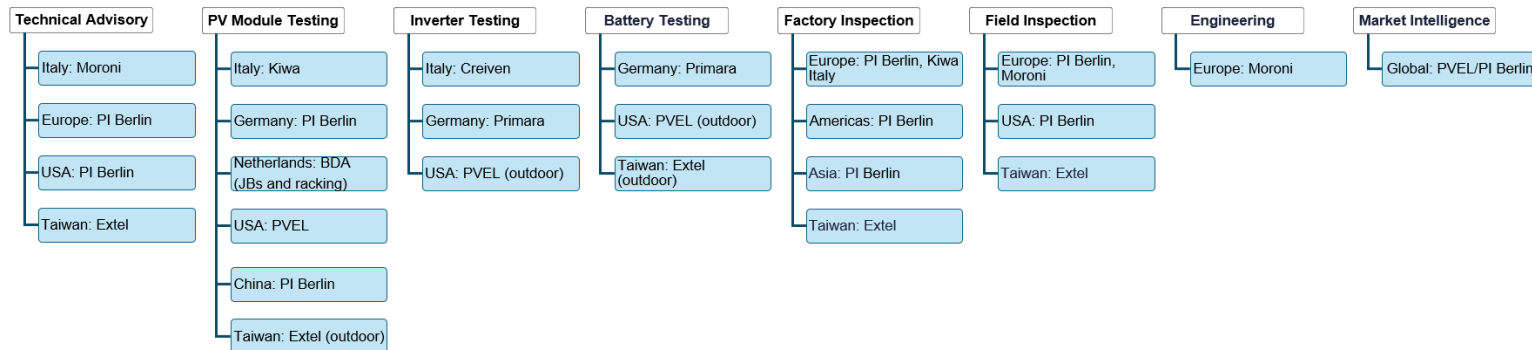 Technical Advisory
Italy: Moroni
Europe: PI Berlin
USA: PI Berlin
Taiwan: Extel
PV Module Testing
Italy: Kiwa
Germany: PI Berlin
Netherlands: BDA
(JBs and racking)
USA: PVEL
China: PI Berlin
Taiwan: Extel (outdoor)
Inverter Testing
Italy: Creiven
Germany: Primara
USA: PVEL (outdoor)
Battery Testing
Germany: Primara
USA: PVEL (outdoor)
Taiwan: Extel
(outdoor)
Factory Inspection
Europe: PI Berlin, Kiwa
Italy
Americas: PI Berlin
Asia: PI Berlin
Taiwan: Extel
Field Inspection
Europe: PI Berlin,
Moroni
USA: PI Berlin
Taiwan: Extel
Engineering
Europe: Moroni
Market Intelligence
Global: PVEL/PI Berlin